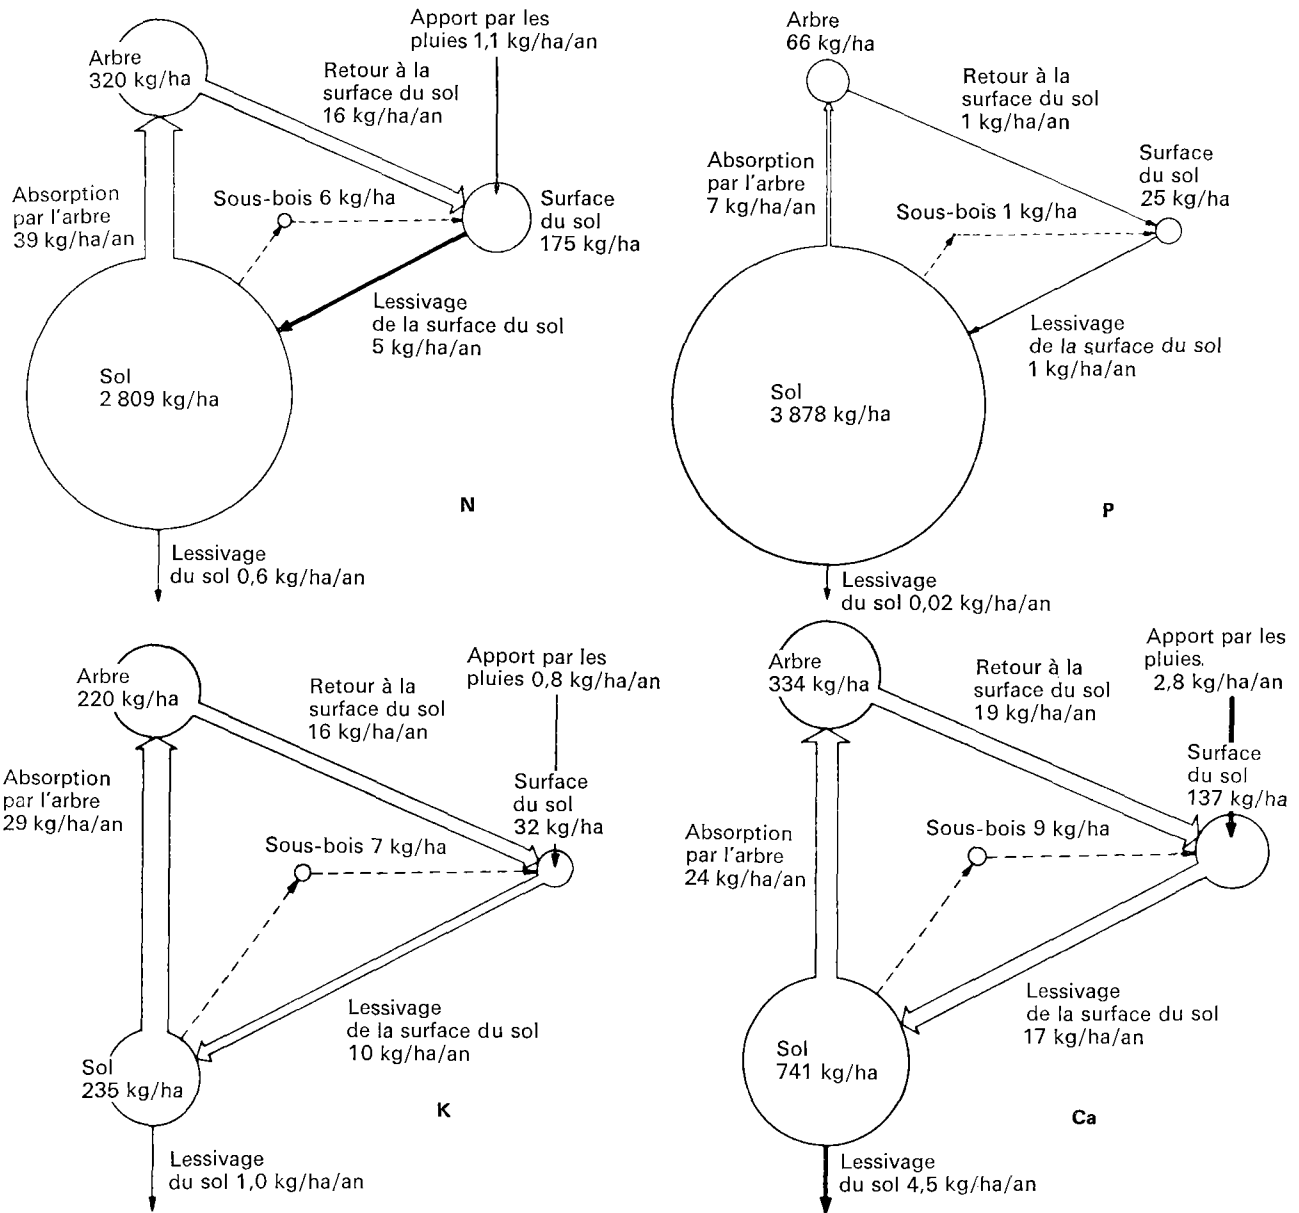 Arbre
320 kg/ha
Apport par les
pluies 1,1 kg/ha/an
Retour à la
surface du sol
16 kg/ha/an
Absorption
par l'arbre
39 kg/ha/an
Sous-bois 6 kg/ha
Surface
du sol
175 kg/ha
Lessivage
de la surface du sol
5 kg/ha/an
Sol
2 809 kg/ha
N
Lessivage
du sol 0,6 kg/ha/an
Arbre
66 kg/ha
Retour à la
surface du sol
1 kg/ha/an
Absorption
par l'arbre
7 kg/ha/an
Surface
du sol
25 kg/ha
Sous-bois 1 kg/ha
Lessivage
de la surface du sol
1 kg/ha/an
Sol
3 878 kg/ha
P
Lessivage
du sol 0,02 kg/ha/an
Arbre
220 kg/ha
Apport par les
pluies 0,8 kg/ha/an
Retour à la
surface du sol
16 kg/ha/an
Absorption
par l'arbre
29 kg/ha/an
Surface
du sol
32 kg/ha
Sous-bois 7 kg/ha
Lessivage
de la surface du sol
10 kg/ha/an
Sol
235 kg/ha
K
Lessivage
du sol 1,0 kg/ha/an
Arbre
334 kg/ha
Apport par les
pluies.
2,8 kg/ha/an
Retour à la
surface du sol
19 kg/ha/an
Surface
du sol
137 kg/ha
Absorption
par l'arbre
24 kg/ha/an
Sous-bois 9 kg/ha
Lessivage
de la surface du sol
17 kg/ha/an
Sol
741 kg/ha
Ca
Lessivage
du sol 4,5 kg/ha/an